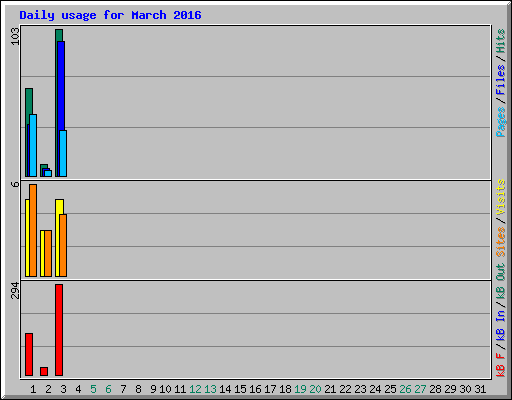 Daily usage for March 2016
103
6
294
Pages / Files / Hits
Sites / Visits
kB F / kB In / kB Out
1 2 3 4 5 6 7 8 9 10 11 12 13 14 15 16 17 18 19 20 21 22 23 24 25 26 27 28 29 30 31